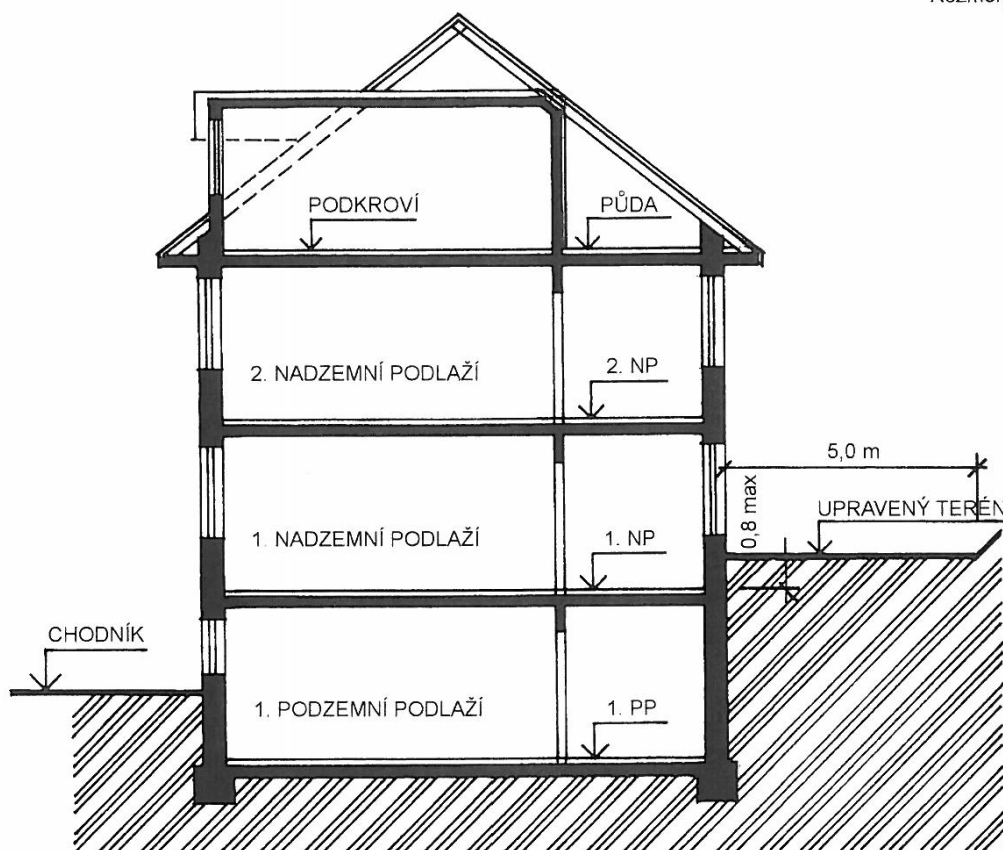 PODKROVÍ
PŮDA
2. NADZEMNÍ PODLAŽÍ
2. NP
5,0 m
0,8 max
UPRAVENÝ TERÉN
1. NADZEMNÍ PODLAŽÍ
1. NP
CHODNÍK
1. PODZEMNÍ PODLAŽÍ
1. PP